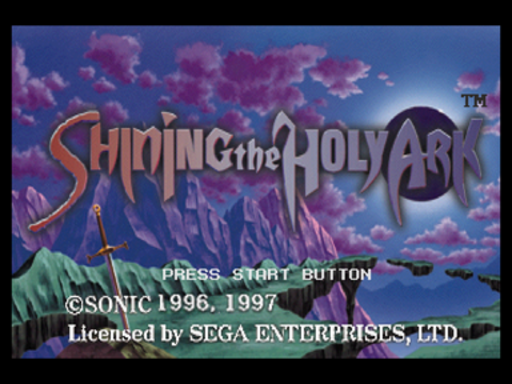 SHINING the HOLY ARK TM
PRESS START BUTTON
©SONIC 1996, 1997
Licensed by SEGA ENTERPRISES, LTD.